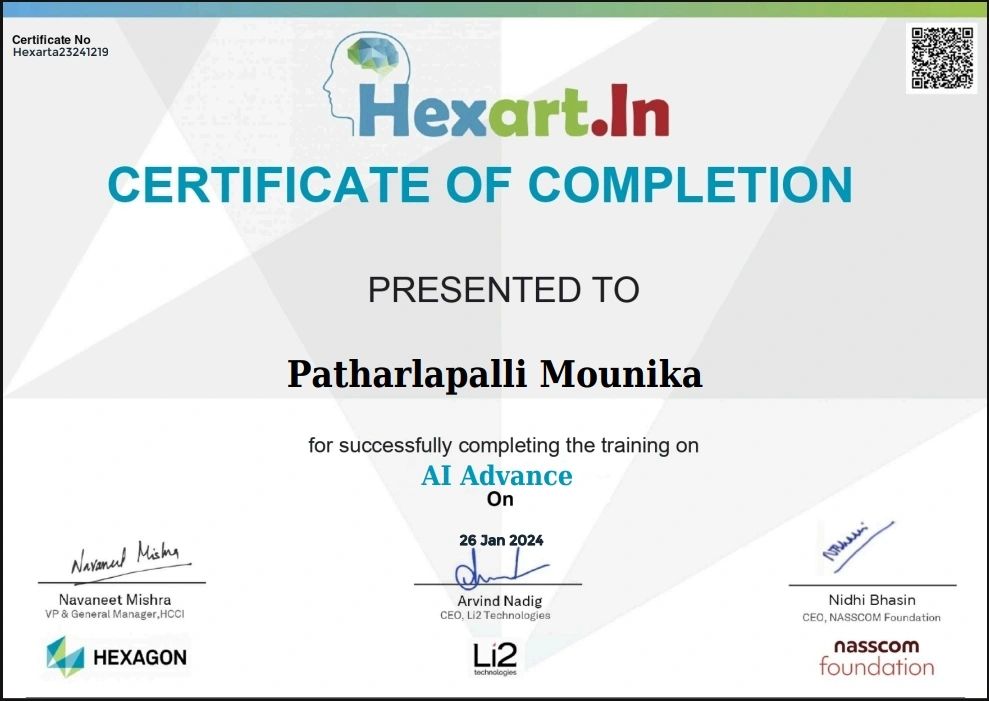 Certificate No
Hexarta23241219
Hexart.In
CERTIFICATE OF COMPLETION
PRESENTED TO
Patharlapalli Mounika
for successfully completing the training on
AI Advance
On
26 Jan 2024
Navaneet Mishra
Navaneet Mishra
VP & General Manager,HCCI
HEXAGON
Arvind Nadig
CEO, Li2 Technologies
Li2
technologies
Nidhi Bhasin
CEO, NASSCOM Foundation
nasscom
foundation